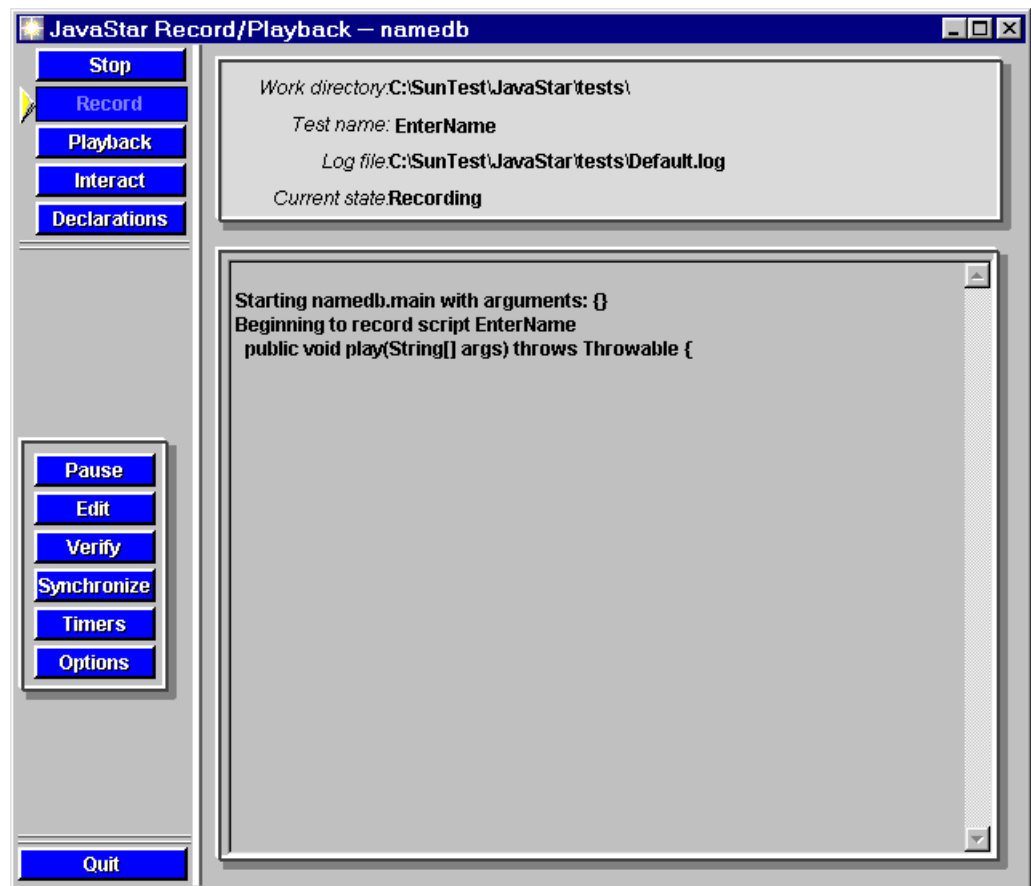 JavaStar Record/Playback — namedb
Stop
Record
Playback
Interact
Declarations
Work directory:C:\SunTest\JavaStar\tests\
Test name: EnterName
Log file:C:\SunTest\JavaStar\tests\Default.log
Current state:Recording
Starting namedb.main with arguments: {}
Beginning to record script EnterName
public void play(String[] args) throws Throwable {
Pause
Edit
Verify
Synchronize
Timers
Options
Quit